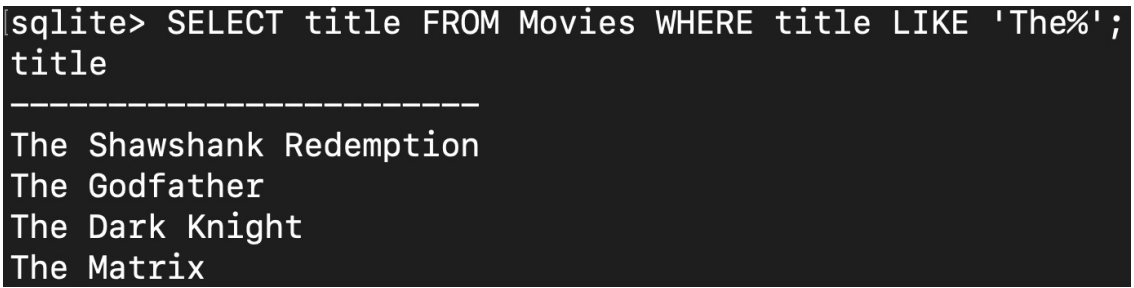 [sqlite> SELECT title FROM Movies WHERE title LIKE 'The%';
title
------------------------
The Shawshank Redemption
The Godfather
The Dark Knight
The Matrix